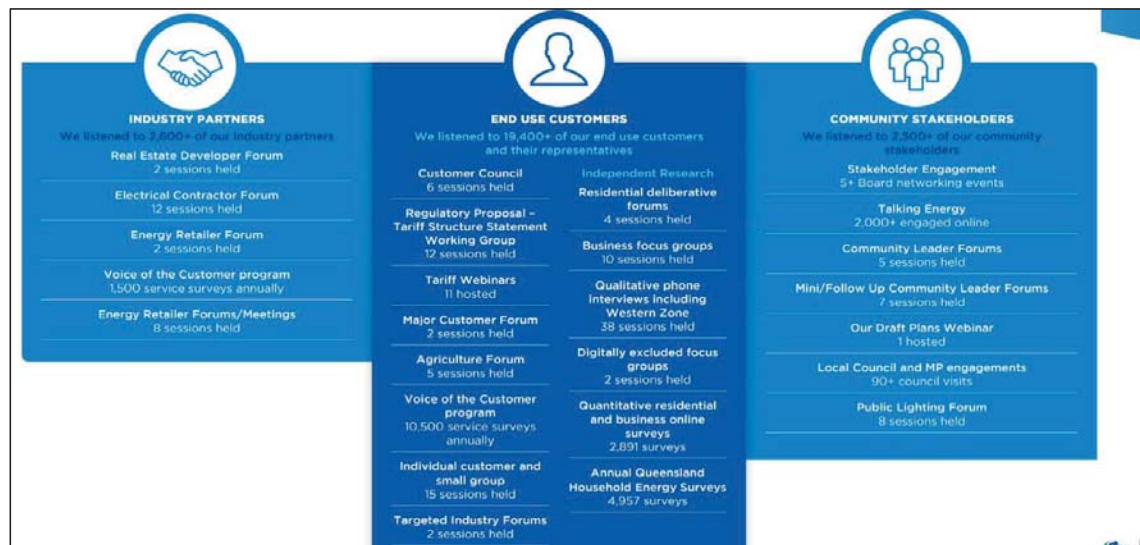 INDUSTRY PARTNERS
We listened to 2,600+ of our industry partners
Real Estate Developer Forum
2 sessions held
Electrical Contractor Forum
12 sessions held
Energy Retailer Forum
2 sessions held
Voice of the Customer program
1,500 service surveys annually
Energy Retailer Forums/Meetings
8 sessions held
END USE CUSTOMERS
We listened to 19,400+ of our end use customers
and their representatives
Customer Council
6 sessions held
Regulatory Proposal –
Tariff Structure Statement
Working Group
12 sessions held
Tariff Webinars
11 hosted
Major Customer Forum
2 sessions held
Agriculture Forum
5 sessions held
Voice of the Customer
program
10,500 service surveys
annually
Individual customer and
small group
15 sessions held
Targeted Industry Forums
2 sessions held
Independent Research
Residential deliberative
forums
4 sessions held
Business focus groups
10 sessions held
Qualitative phone
interviews including
Western Zone
38 sessions held
Digitally excluded focus
groups
2 sessions held
Quantitative residential
and business online
surveys
2,891 surveys
Annual Queensland
Household Energy Surveys
4,957 surveys
COMMUNITY STAKEHOLDERS
We listened to 2,500+ of our community
stakeholders
Stakeholder Engagement
5+ Board networking events
Talking Energy
2,000+ engaged online
Community Leader Forums
5 sessions held
Mini/Follow Up Community Leader Forums
7 sessions held
Our Draft Plans Webinar
1 hosted
Local Council and MP engagements
90+ council visits
Public Lighting Forum
8 sessions held